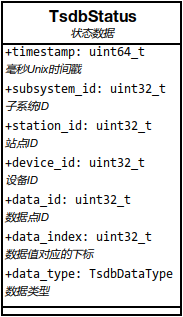 TsdbStatus
状态数据
+timestamp: uint64_t
毫秒Unix时间戳
+subsystem_id: uint32_t
子系统ID
+station_id: uint32_t
站点ID
+device_id: uint32_t
设备ID
+data_id: uint32_t
数据点ID
+data_index: uint32_t
数据值对应的下标
+data_type: TsdbDataType
数据类型